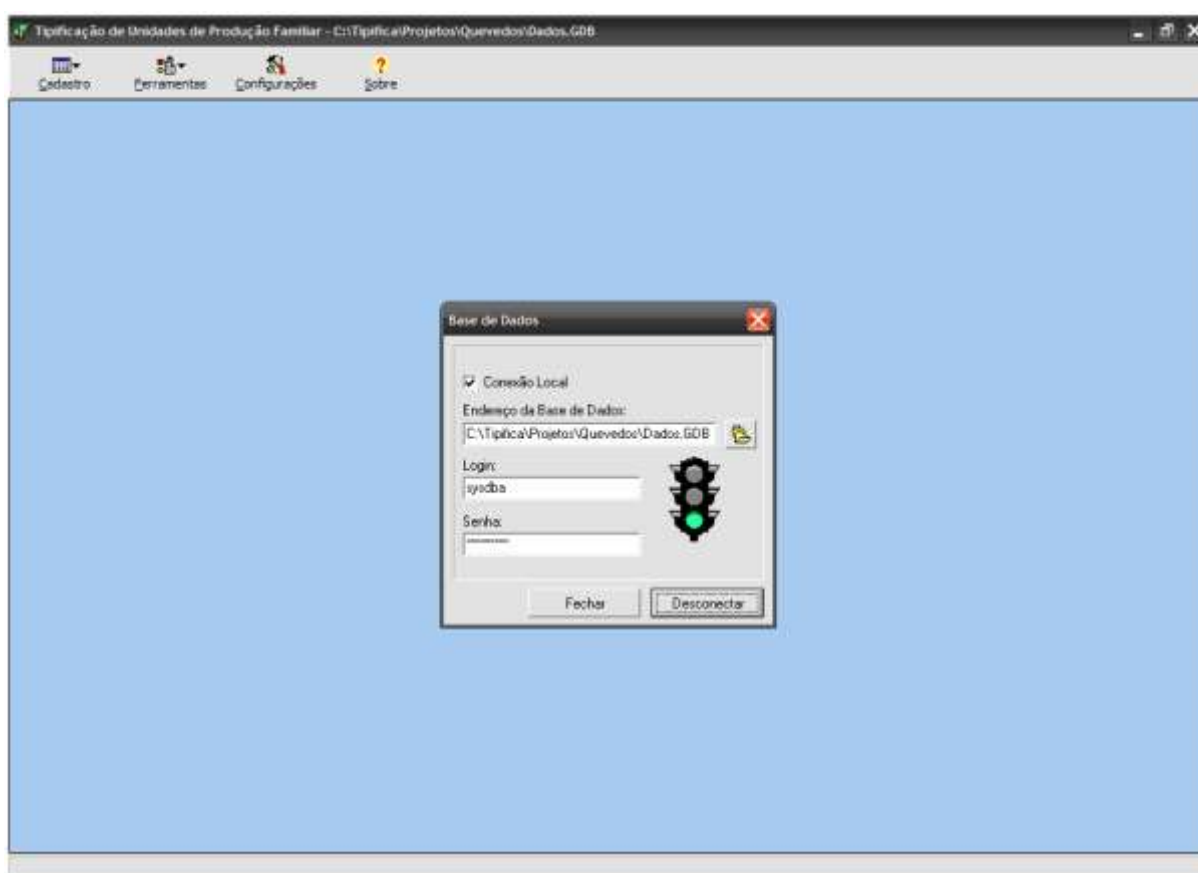 Tipificação de Unidades de Produção Familiar - C:\Tipifica\Projetos\Quevedos\Dados.GDB
Cadastro Ferramentas Configurações Sobre
Base de Dados
Conexão Local
Endereço da Base de Dados:
C:\Tipifica\Projetos\Quevedos\Dados.GDB
Login:
sysdba
Senha:
Fechar Desconectar